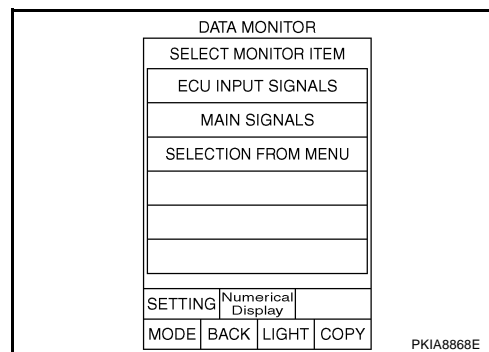 DATA MONITOR
SELECT MONITOR ITEM
ECU INPUT SIGNALS
MAIN SIGNALS
SELECTION FROM MENU
SETTING Numerical
Display
MODE BACK LIGHT COPY
PKIA8868E